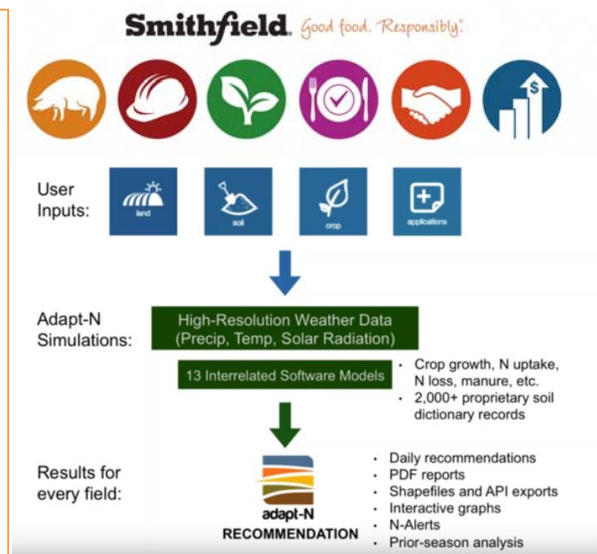 Smithfield. Good food. Responsibly.®
User
Inputs:
land
soil
crop
applications
Adapt-N
Simulations:
High-Resolution Weather Data
(Precip, Temp, Solar Radiation)
13 Interrelated Software Models
• Crop growth, N uptake,
N loss, manure, etc.
• 2,000+ proprietary soil
dictionary records
Results for
every field:
adapt-N
RECOMMENDATION
• Daily recommendations
• PDF reports
• Shapefiles and API exports
• Interactive graphs
• N-Alerts
• Prior-season analysis
$